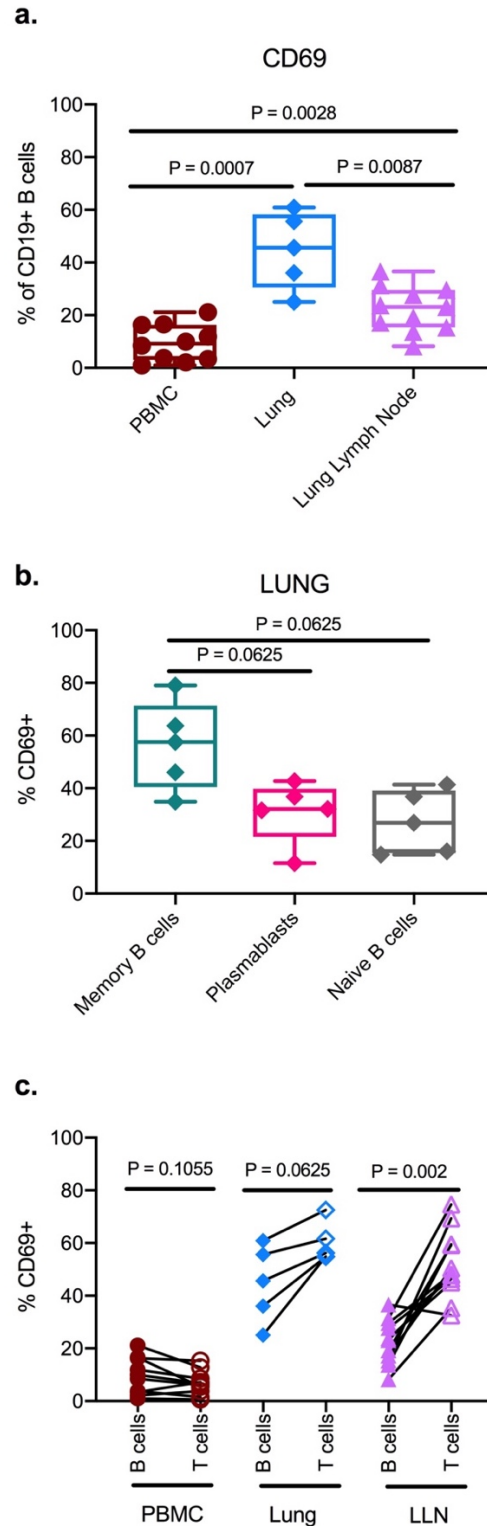 a.
CD69
% of CD19+ B cells
100
80
60
40
20
0
P = 0.0028
P = 0.0007
P = 0.0087
PBMC
Lung
Lung Lymph Node
b.
LUNG
% CD69+
100
80
60
40
20
0
P = 0.0625
P = 0.0625
Memory B cells
Plasmablasts
Naive B cells
c.
% CD69+
100
80
60
40
20
0
P = 0.1055
P = 0.0625
P = 0.002
B cells
T cells
B cells
T cells
B cells
T cells
PBMC
Lung
LLN